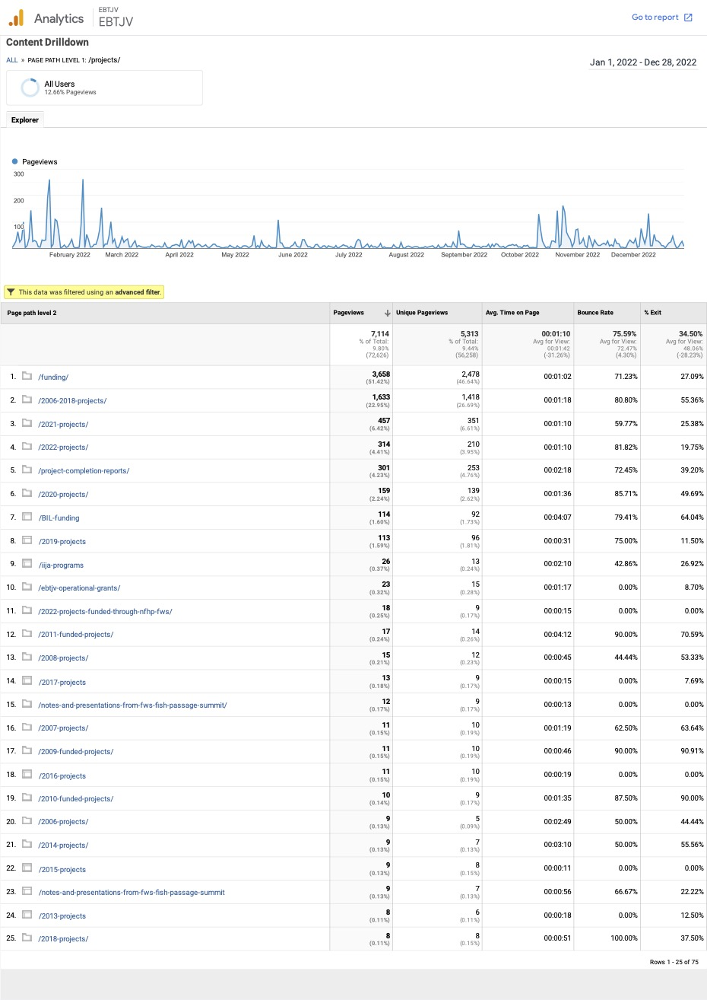 Analytics
EBTJV
EBTJV
Go to report
Content Drilldown
ALL » PAGE PATH LEVEL 1: /projects/
Jan 1, 2022 - Dec 28, 2022
All Users
12.66% Pageviews
Explorer
Pageviews
300
200
100
February 2022 March 2022 April 2022 May 2022 June 2022 July 2022 August 2022 September 2022 October 2022 November 2022 December 2022
This data was filtered using an advanced filter.
Page path level 2 Pageviews Unique Pageviews Avg. Time on Page Bounce Rate % Exit
7,114 5,313 00:01:10 75.59% 34.50%
% of Total: % of Total: Avg for View: Avg for View: Avg for View:
9.80% 9.44% 00:01:42 72.47% 48.06%
(72,626) (56,258) (-31.26%) (4.30%) (-28.23%)
1. /funding/ 3,658 2,478 00:01:02 71.23% 27.09%
(51.42%) (46.64%)
2. /2006-2018-projects/ 1,633 1,418 00:01:18 80.80% 55.36%
(22.95%) (26.69%)
3. /2021-projects/ 457 351 00:01:10 59.77% 25.38%
(6.42%) (6.61%)
4. /2022-projects/ 314 210 00:01:10 81.82% 19.75%
(4.41%) (3.95%)
5. /project-completion-reports/ 301 253 00:02:18 72.45% 39.20%
(4.23%) (4.76%)
6. /2020-projects/ 159 139 00:01:36 85.71% 49.69%
(2.24%) (2.62%)
7. /BIL-funding 114 92 00:04:07 79.41% 64.04%
(1.60%) (1.73%)
8. /2019-projects 113 96 00:00:31 75.00% 11.50%
(1.59%) (1.81%)
9. /iija-programs 26 13 00:02:10 42.86% 26.92%
(0.37%) (0.24%)
10. /ebtjv-operational-grants/ 23 15 00:01:17 0.00% 8.70%
(0.32%) (0.28%)
11. /2022-projects-funded-through-nfhp-fws/ 18 9 00:00:15 0.00% 0.00%
(0.25%) (0.17%)
12. /2011-funded-projects/ 17 14 00:04:12 90.00% 70.59%
(0.24%) (0.26%)
13. /2008-projects/ 15 12 00:00:45 44.44% 53.33%
(0.21%) (0.23%)
14. /2017-projects 13 9 00:00:15 0.00% 7.69%
(0.18%) (0.17%)
15. /notes-and-presentations-from-fws-fish-passage-summit/ 12 9 00:00:13 0.00% 0.00%
(0.17%) (0.17%)
16. /2007-projects/ 11 10 00:01:19 62.50% 63.64%
(0.15%) (0.19%)
17. /2009-funded-projects/ 11 10 00:00:46 90.00% 90.91%
(0.15%) (0.19%)
18. /2016-projects 11 10 00:00:19 0.00% 0.00%
(0.15%) (0.19%)
19. /2010-funded-projects/ 10 9 00:01:35 87.50% 90.00%
(0.14%) (0.17%)
20. /2006-projects/ 9 5 00:02:49 50.00% 44.44%
(0.13%) (0.09%)
21. /2014-projects/ 9 7 00:03:10 50.00% 55.56%
(0.13%) (0.13%)
22. /2015-projects 9 8 00:00:11 0.00% 0.00%
(0.13%) (0.15%)
23. /notes-and-presentations-from-fws-fish-passage-summit 9 7 00:00:56 66.67% 22.22%
(0.13%) (0.13%)
24. /2013-projects 8 6 00:00:18 0.00% 12.50%
(0.11%) (0.11%)
25. /2018-projects/ 8 8 00:00:51 100.00% 37.50%
(0.11%) (0.15%)
Rows 1 - 25 of 75